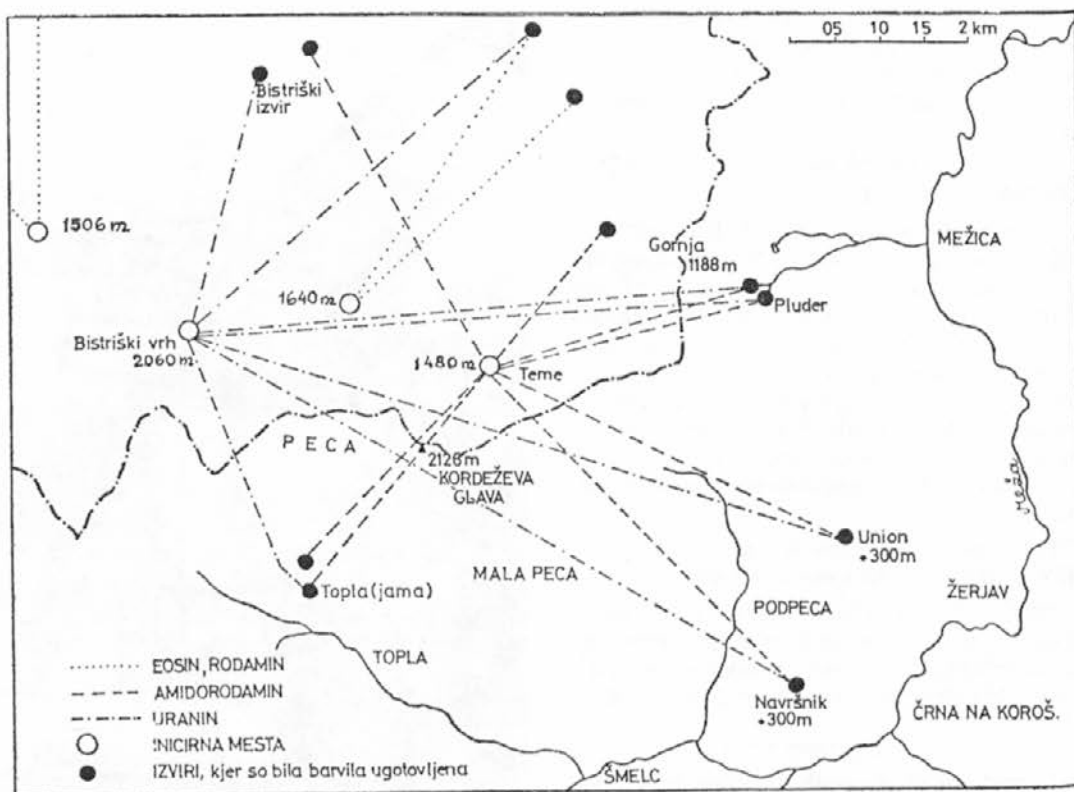 05 10 15 2 km
Bistriški
izvir
1506 m
Gornja
1188 m
MEŽICA
1640 m
Pluder
Bistriški vrh
2060 m
1480 m
Teme
PECA
2126 m
KORDEŽEVA
GLAVA
Meža
Union
+300m
MALA PECA
Topla (jama)
ŽERJAV
PODPECA
TOPLA
Navršnik
+300m
ČRNA NA KOROŠ.
ŠMELC
EOSIN, RODAMIN
AMIDORODAMIN
URANIN
INICIRNA MESTA
IZVIRI, kjer so bila barvila ugotovljena